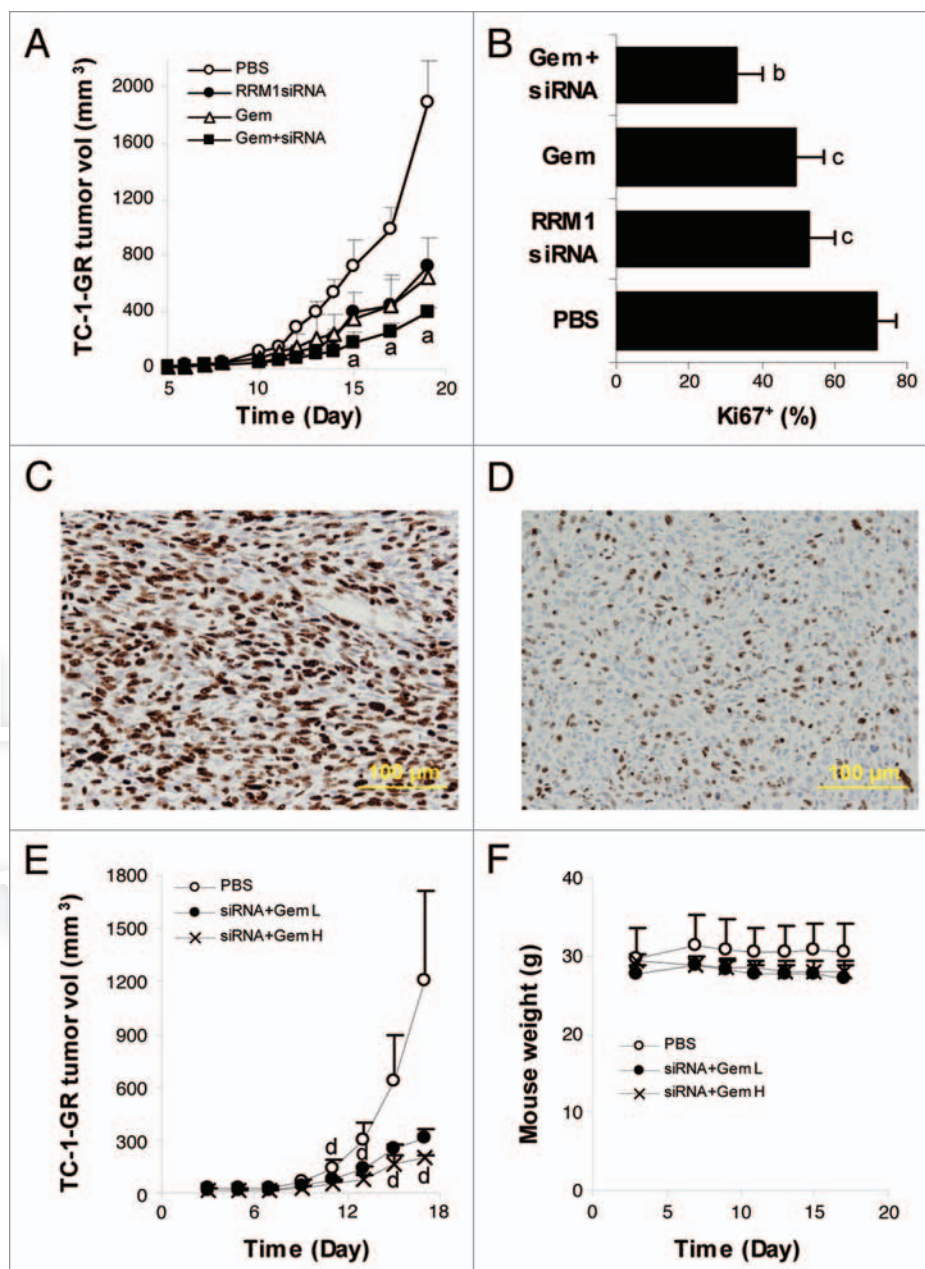 A
TC-1-GR tumor vol (mm³)
2000
1600
1200
800
400
0
PBS
RRM1siRNA
Gem
Gem+siRNA
a a a
5 10 15 20
Time (Day)
B
Gem+
siRNA
b
Gem
c
RRM1
siRNA
c
PBS
0 20 40 60 80
Ki67⁺ (%)
C
100 µm
D
100 µm
E
TC-1-GR tumor vol (mm³)
1800
1500
1200
900
600
300
0
PBS
siRNA+Gem L
siRNA+Gem H
d d
d d
0 6 12 18
Time (Day)
F
Mouse weight (g)
40
30
20
10
0
PBS
siRNA+Gem L
siRNA+Gem H
0 5 10 15 20
Time (Day)